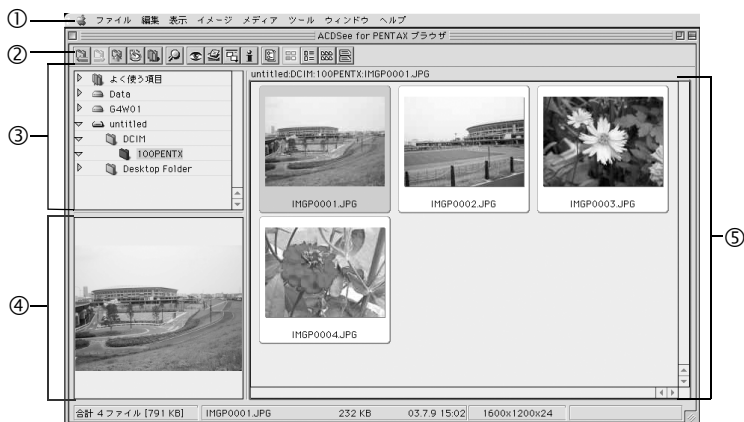 ① ファイル 編集 表示 イメージ メディア ツール ウィンドウ ヘルプ
ACDSee for PENTAX ブラウザ
②
③
よく使う項目
Data
G4W01
untitled
DCIM
100PENTX
Desktop Folder
untitled:DCIM:100PENTX:IMGP0001.JPG
IMGP0001.JPG IMGP0002.JPG IMGP0003.JPG
IMGP0004.JPG
④
⑤
合計 4 ファイル [791 KB] IMGP0001.JPG 232 KB 03.7.9 15:02 1600x1200x24